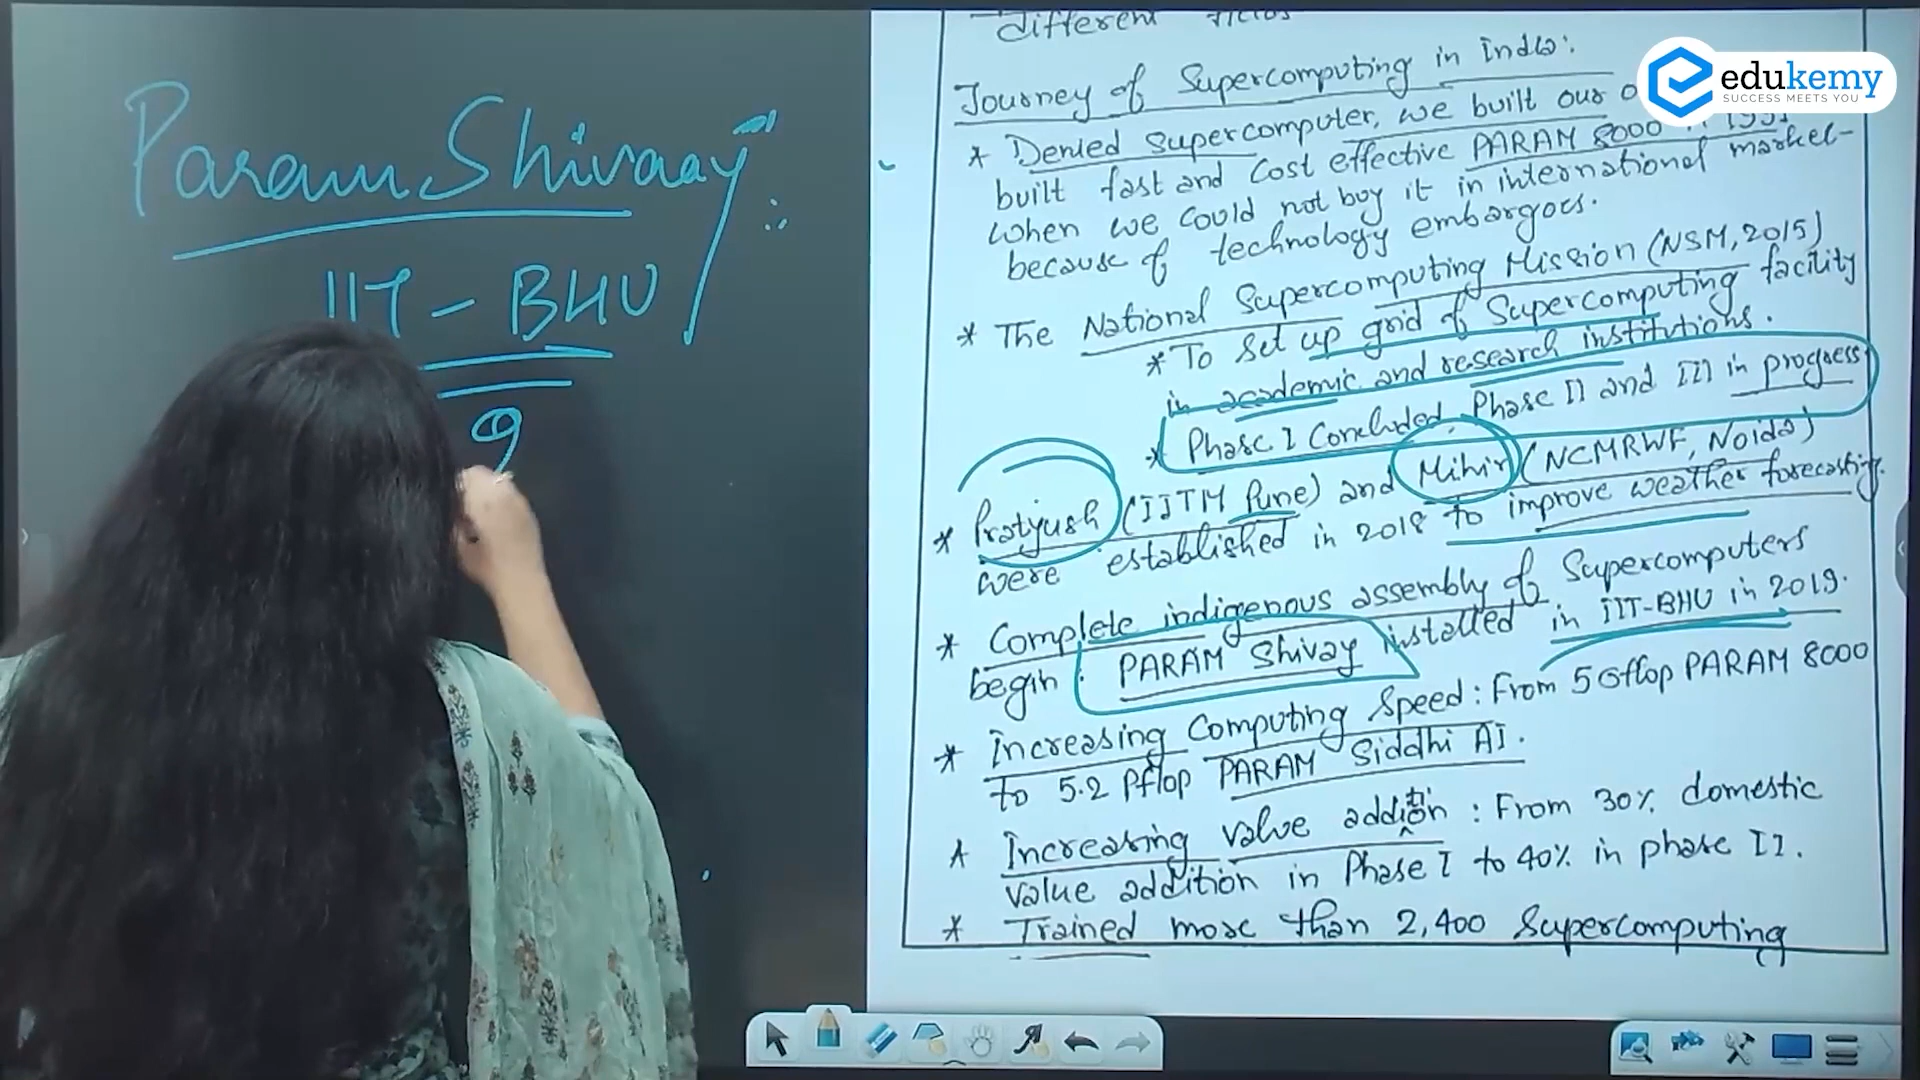 Param Shivaay
IIT - BHU
9
different fields
Journey of Supercomputing in India:
* Denied Supercomputer, we built our
built fast and cost effective PARAM 8000 in 1991
when we could not buy it in international market
because of technology embargoes.
* The National Supercomputing Mission (NSM, 2015)
* To set up grid of Supercomputing facility
in academic and research institutions.
* Phase I Concluded, Phase II and III in progress
* Pratyush (IITM Pune) and Mihir (NCMRWF, Noida)
were established in 2018 to improve weather forecasting.
* Complete indigenous assembly of Supercomputers
begin : PARAM Shivay installed in IIT-BHU in 2019.
* Increasing Computing Speed : From 5 Gflop PARAM 8000
to 5.2 Pflop PARAM Siddhi AI.
* Increasing value addition : From 30% domestic
value addition in Phase I to 40% in phase II.
* Trained more than 2,400 Supercomputing
edukemy
SUCCESS MEETS YOU